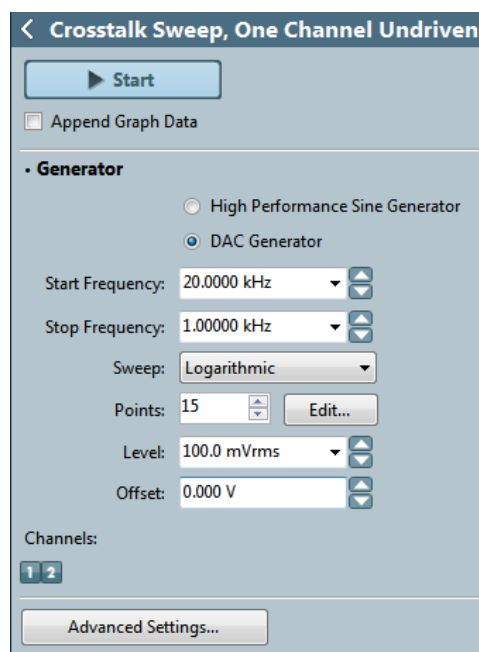 Crosstalk Sweep, One Channel Undriven
Start
Append Graph Data
Generator
High Performance Sine Generator
DAC Generator
Start Frequency: 20.0000 kHz
Stop Frequency: 1.00000 kHz
Sweep: Logarithmic
Points: 15 Edit...
Level: 100.0 mVrms
Offset: 0.000 V
Channels:
1 2
Advanced Settings...